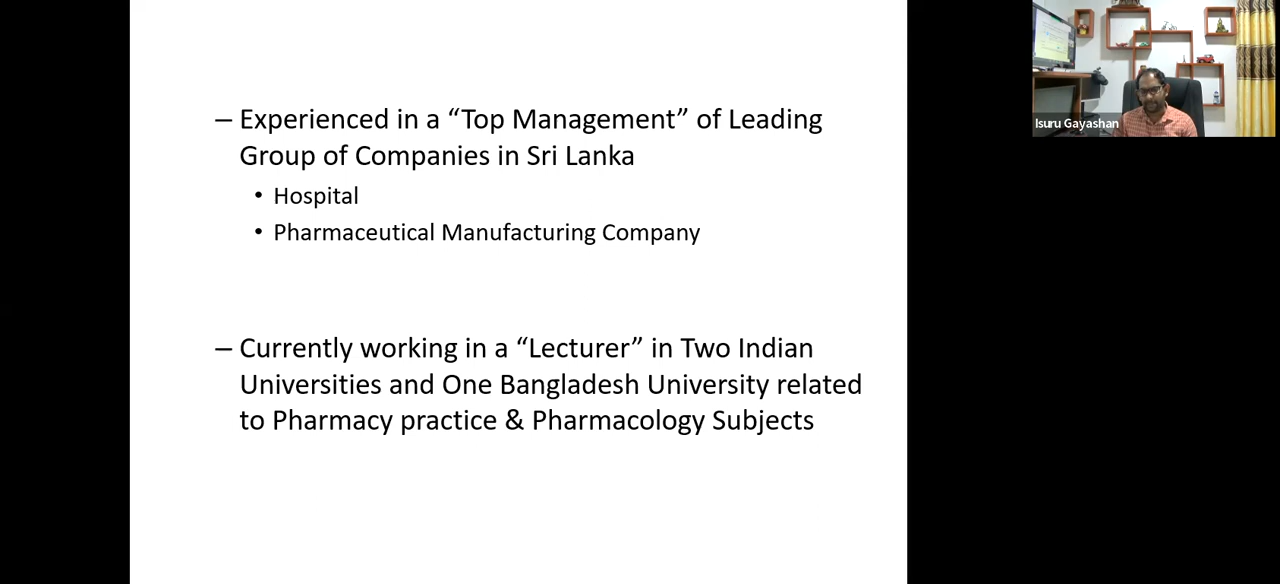 – Experienced in a “Top Management” of Leading
Group of Companies in Sri Lanka
• Hospital
• Pharmaceutical Manufacturing Company
– Currently working in a “Lecturer” in Two Indian
Universities and One Bangladesh University related
to Pharmacy practice & Pharmacology Subjects
Isuru Gayashan